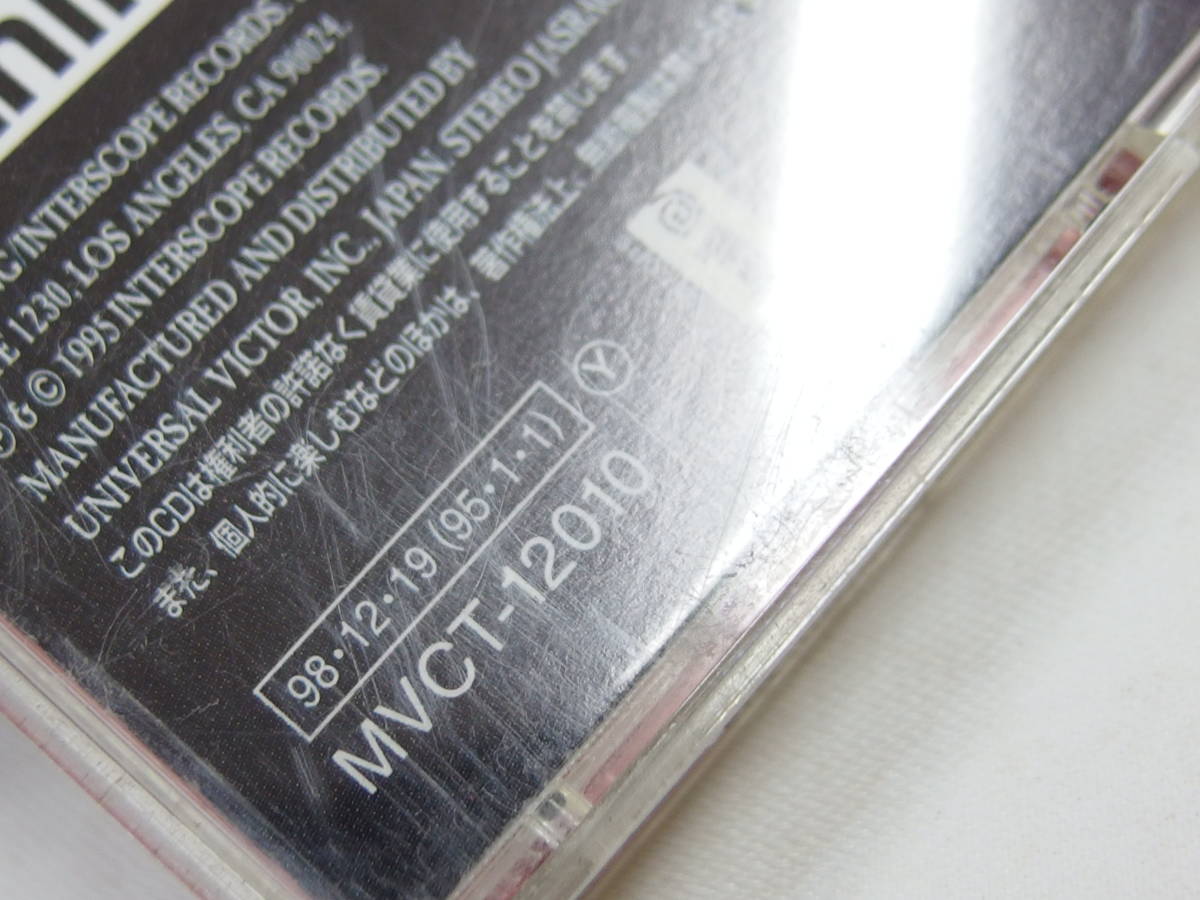 G/INTERSCOPE RECORDS.
E 1230, LOS ANGELES, CA 90024.
℗ & © 1995 INTERSCOPE RECORDS.
MANUFACTURED AND DISTRIBUTED BY
UNIVERSAL VICTOR, INC., JAPAN. STEREO JASRA
このCDは権利者の許諾なく賃貸業に使用することを禁じます
また、個人的に楽しむなどのほかは、著作権法上、
98・12・19 (95・1・1) Ⓨ
MVCT-12010